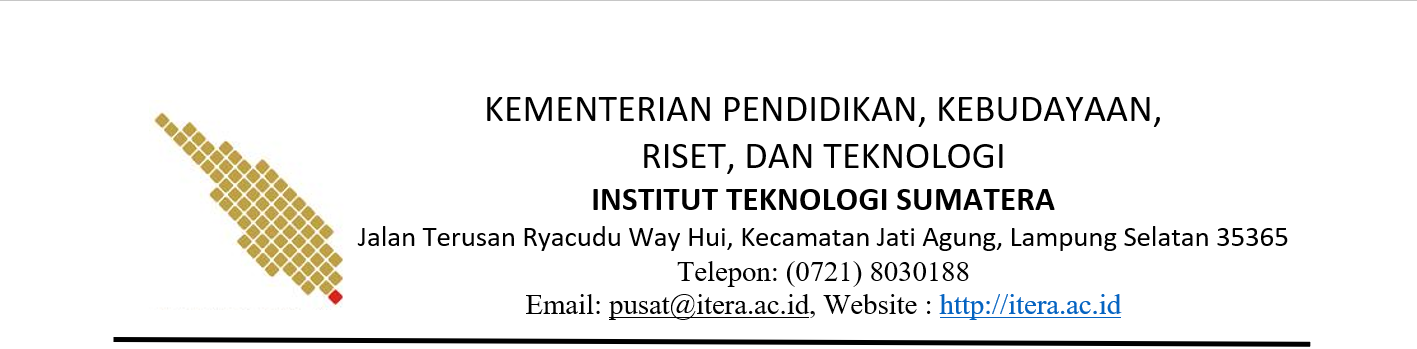 KEMENTERIAN PENDIDIKAN, KEBUDAYAAN,
RISET, DAN TEKNOLOGI
INSTITUT TEKNOLOGI SUMATERA
Jalan Terusan Ryacudu Way Hui, Kecamatan Jati Agung, Lampung Selatan 35365
Telepon: (0721) 8030188
Email: pusat@itera.ac.id, Website : http://itera.ac.id